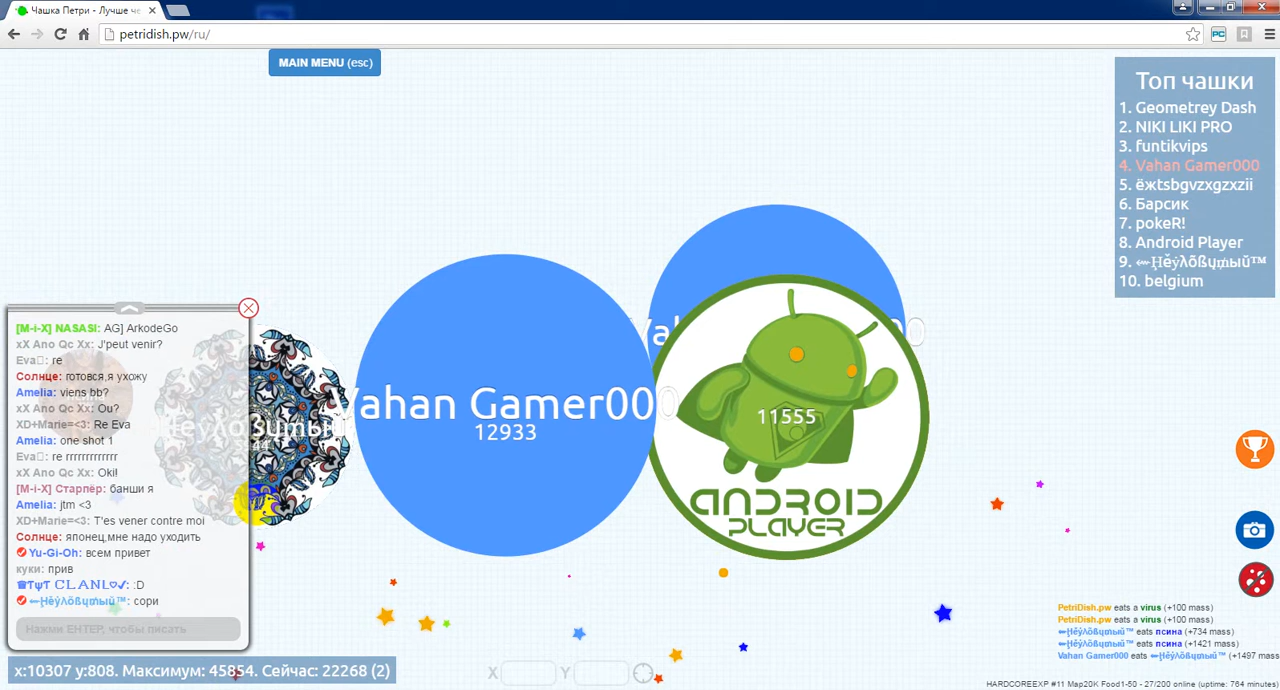 Чашка Петри - Лучше че
petridish.pw/ru/
PC
MAIN MENU (esc)
Топ чашки
1. Geometrey Dash
2. NIKI LIKI PRO
3. funtikvips
4. Vahan Gamer000
5. ёжtsbgvzxgzxzii
6. Барсик
7. pokeR!
8. Android Player
10. belgium
Vahan Gamer000
12933
11555
ANDROID
PLAYER
[M-i-X] NASASI: AG] ArkodeGo
xX Ano Qc Xx: J'peut venir?
Eva: re
Солнце: готовся,я ухожу
Amelia: viens bb?
xX Ano Qc Xx: Ou?
XD+Marie=<3: Re Eva
Amelia: one shot 1
Eva: re rrrrrrrrrrrrr
xX Ano Qc Xx: Oki!
[M-i-X] Старпёр: банши я
Amelia: jtm <3
XD+Marie=<3: T'es vener contre moi
Солнце: японец,мне надо уходить
Yu-Gi-Oh: всем привет
куки: прив
CLAN: :D
сори
Нажми ЕНТЕР, чтобы писать
x:10307 y:808. Максимум: 45854. Сейчас: 22268 (2)
X
Y
PetriDish.pw eats a virus (+100 mass)
PetriDish.pw eats a virus (+100 mass)
eats псина (+734 mass)
eats псина (+1421 mass)
Vahan Gamer000 eats (+1497 mass)
HARDCOREEXP #11 Map20K Food1-50 - 27/200 online (uptime: 764 minutes)